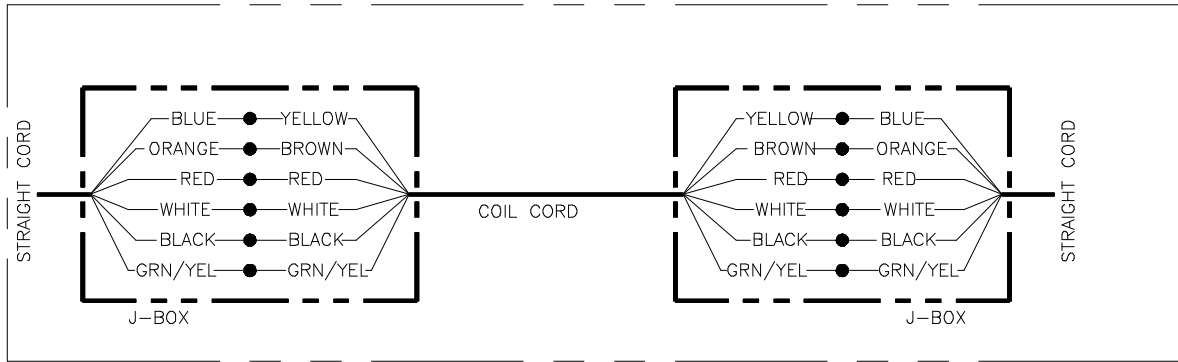 BLUE YELLOW YELLOW BLUE
ORANGE BROWN BROWN ORANGE
RED RED RED RED
WHITE WHITE WHITE WHITE
BLACK BLACK BLACK BLACK
GRN/YEL GRN/YEL GRN/YEL GRN/YEL
STRAIGHT CORD
COIL CORD
STRAIGHT CORD
J-BOX
J-BOX